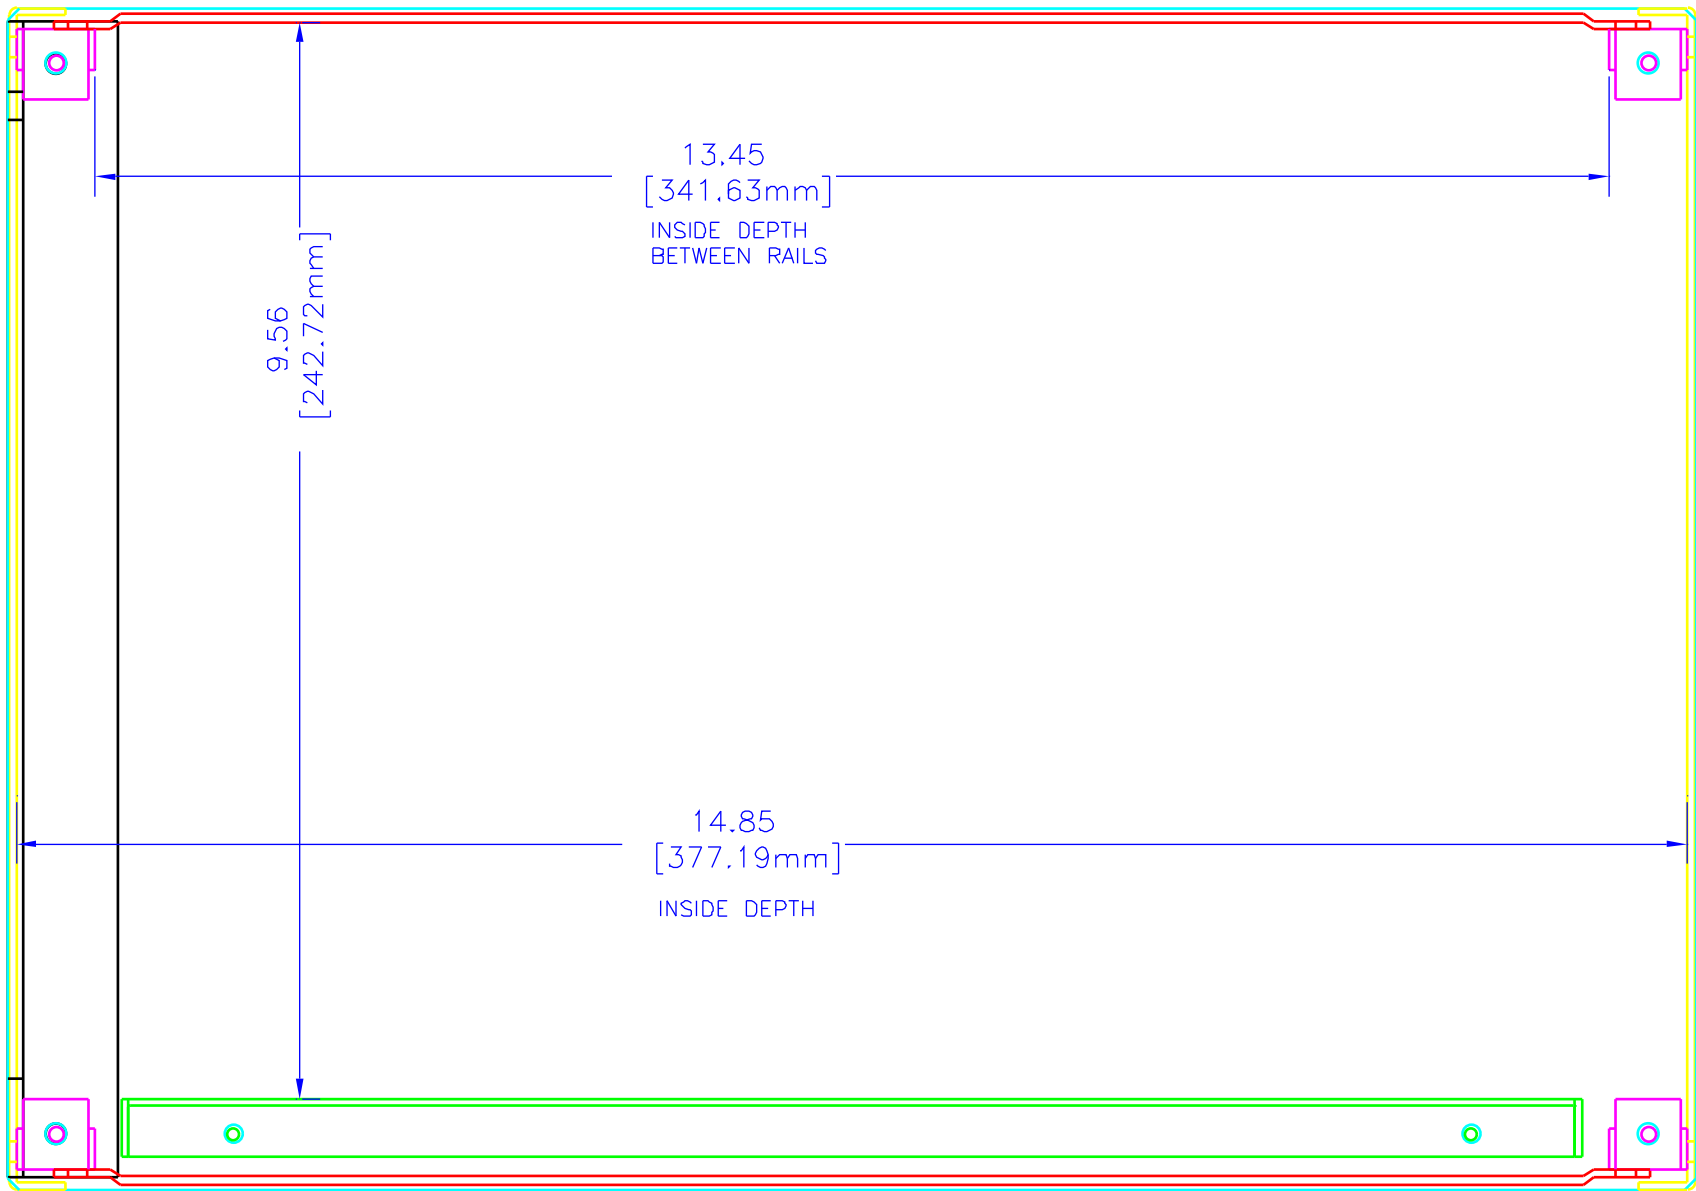 13.45
[341.63mm]
INSIDE DEPTH
BETWEEN RAILS
9.56
[242.72mm]
14.85
[377.19mm]
INSIDE DEPTH